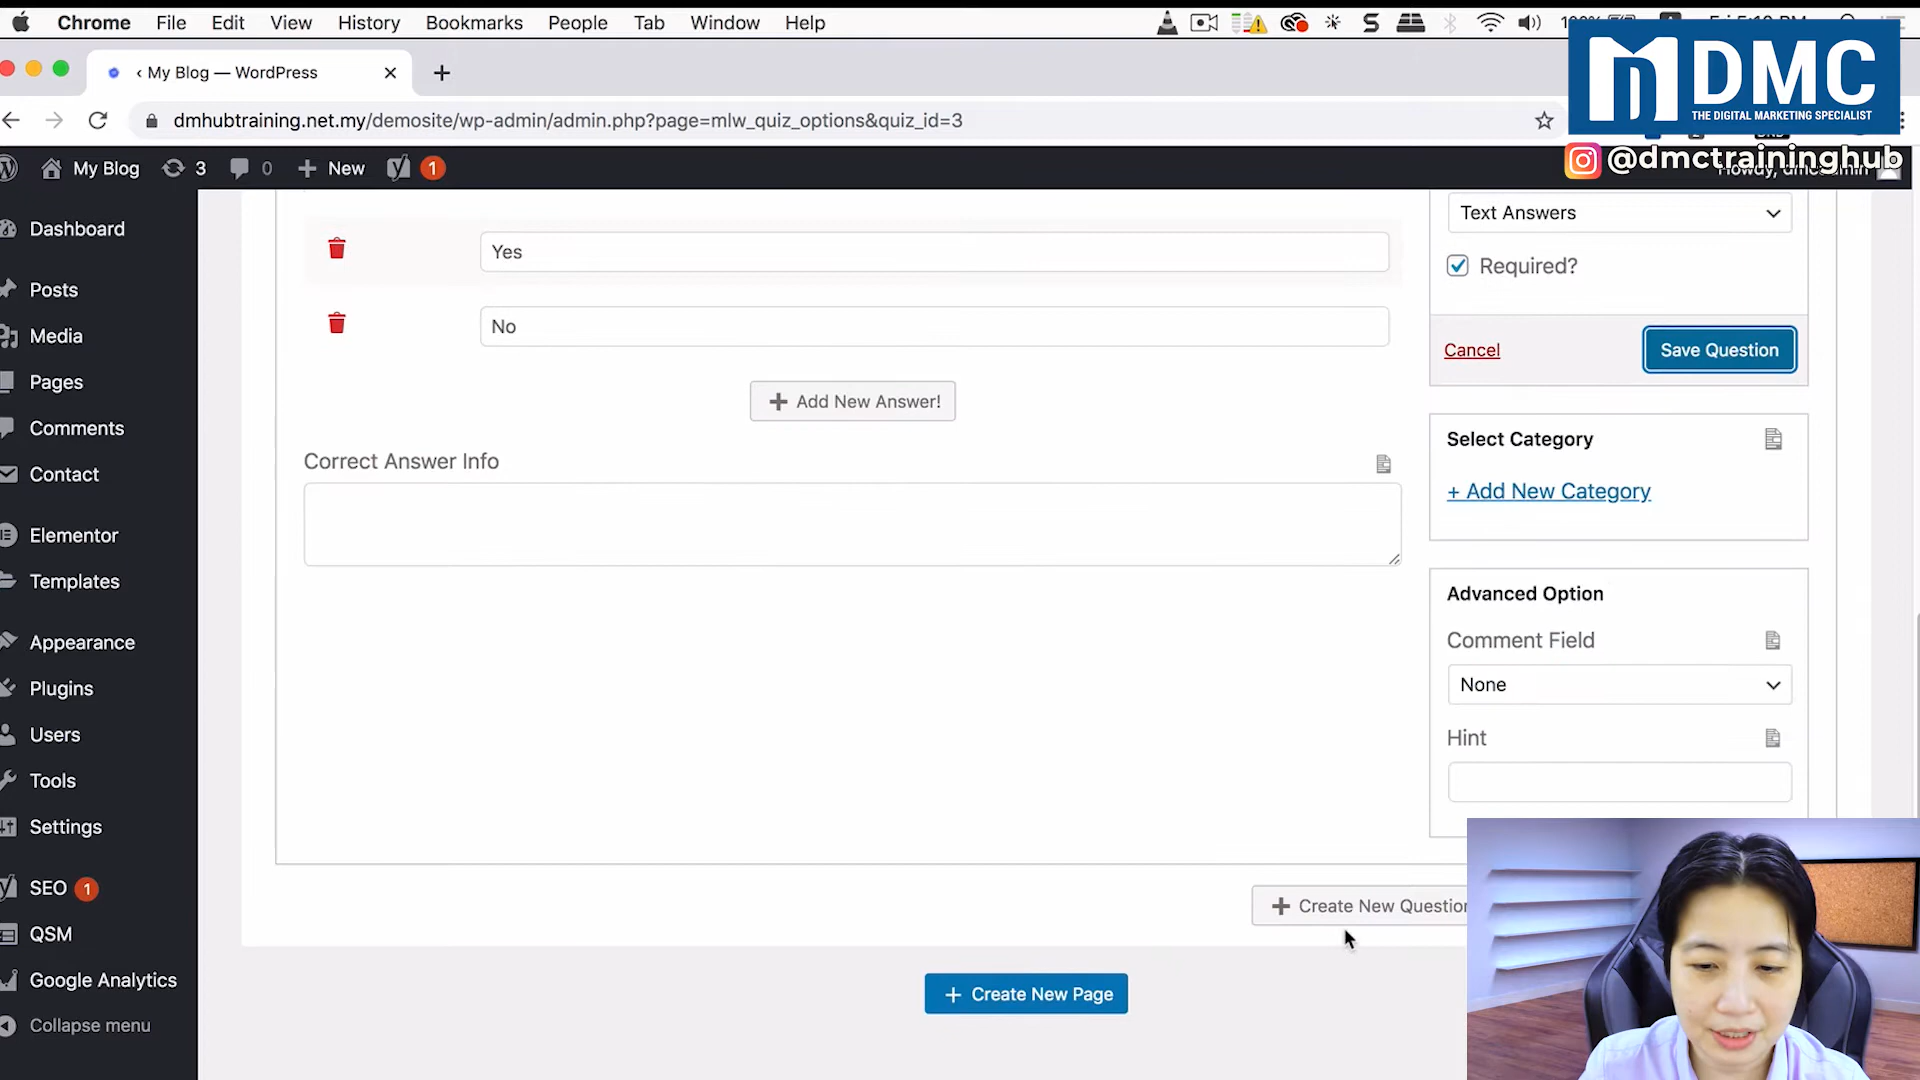 Chrome File Edit View History Bookmarks People Tab Window Help
‹ My Blog — WordPress
dmhubtraining.net.my/demosite/wp-admin/admin.php?page=mlw_quiz_options&quiz_id=3
DMC
THE DIGITAL MARKETING SPECIALIST
@dmctraininghub
My Blog 3 0 New 1
Dashboard
Posts
Media
Pages
Comments
Contact
Elementor
Templates
Appearance
Plugins
Users
Tools
Settings
SEO 1
QSM
Google Analytics
Collapse menu
Yes
No
Add New Answer!
Correct Answer Info
Text Answers
Required?
Cancel
Save Question
Select Category
+ Add New Category
Advanced Option
Comment Field
None
Hint
Create New Question
Create New Page